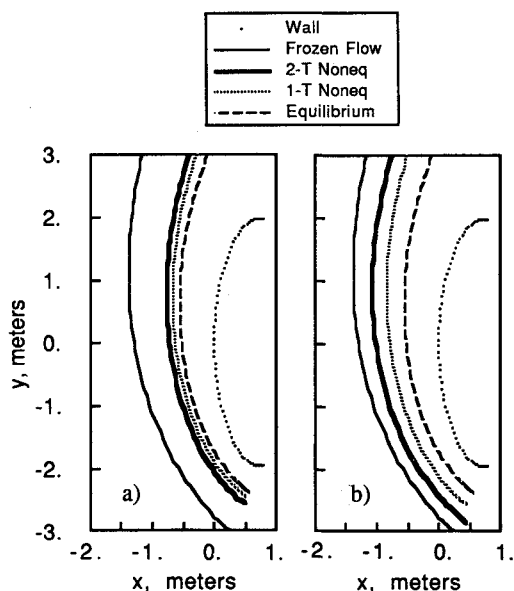 Wall
Frozen Flow
2-T Noneq
1-T Noneq
Equilibrium
3.
2.
1.
0.
-1.
-2.
-3.
y, meters
a)
b)
-2. -1. 0. -2. -1. 0. 1.
x, meters x, meters